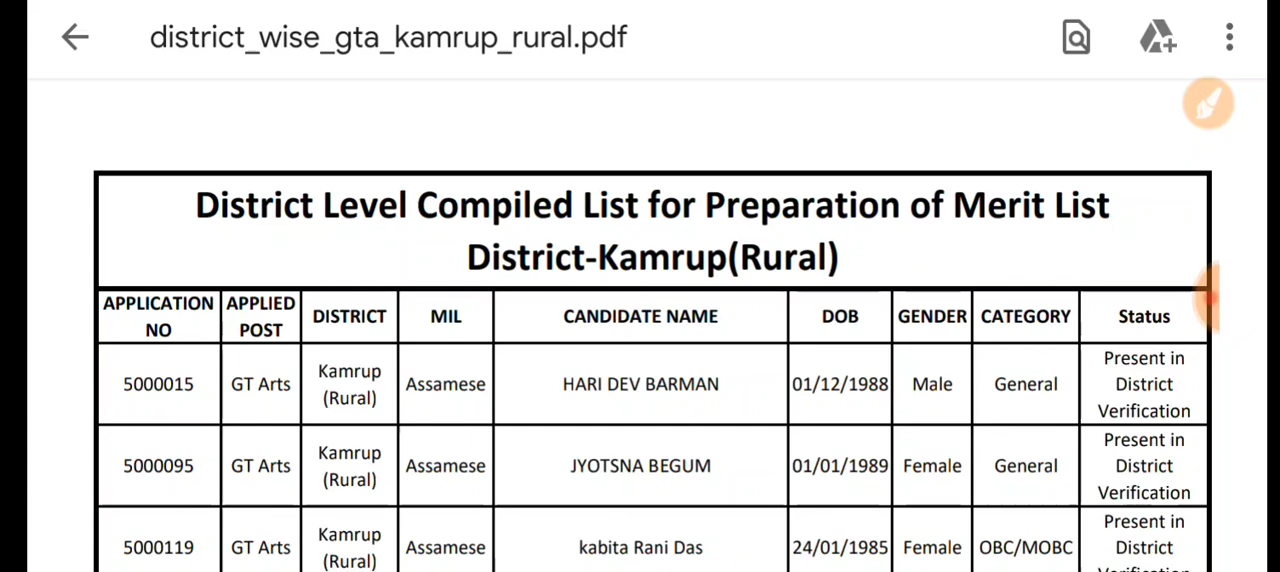 district_wise_gta_kamrup_rural.pdf
District Level Compiled List for Preparation of Merit List
District-Kamrup(Rural)
APPLICATION NO APPLIED POST DISTRICT MIL CANDIDATE NAME DOB GENDER CATEGORY Status
5000015 GT Arts Kamrup (Rural) Assamese HARI DEV BARMAN 01/12/1988 Male General Present in District Verification
5000095 GT Arts Kamrup (Rural) Assamese JYOTSNA BEGUM 01/01/1989 Female General Present in District Verification
5000119 GT Arts Kamrup (Rural) Assamese kabita Rani Das 24/01/1985 Female OBC/MOBC Present in District